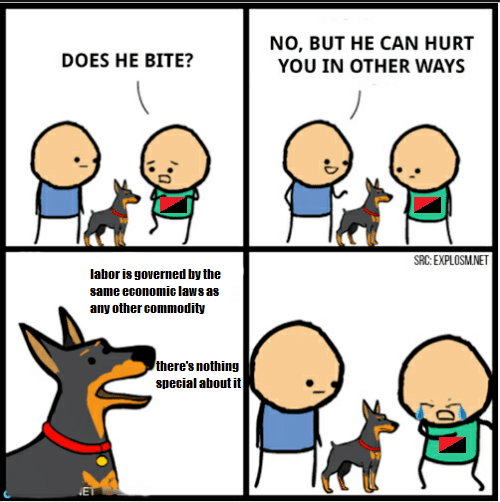 DOES HE BITE?
NO, BUT HE CAN HURT
YOU IN OTHER WAYS
labor is governed by the
same economic laws as
any other commodity
there's nothing
special about it
SRC: EXPLOSM.NET